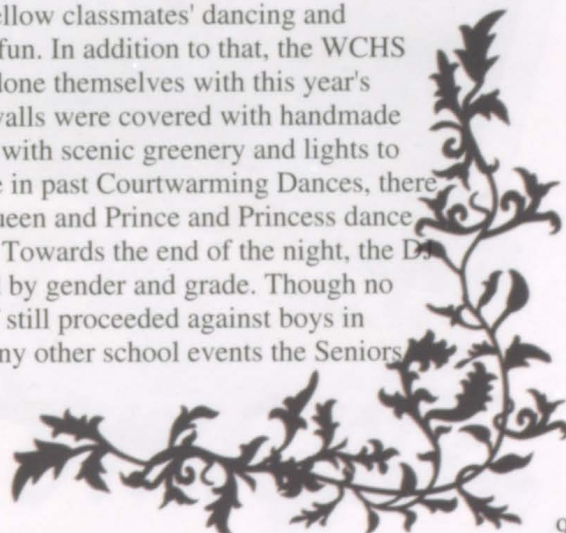 ellow classmates' dancing and
fun. In addition to that, the WCHS
lone themselves with this year's
valls were covered with handmade
with scenic greenery and lights to
e in past Courtwarming Dances, there
ueen and Prince and Princess dance
Towards the end of the night, the DJ
l by gender and grade. Though no
still proceeded against boys in
ny other school events the Seniors